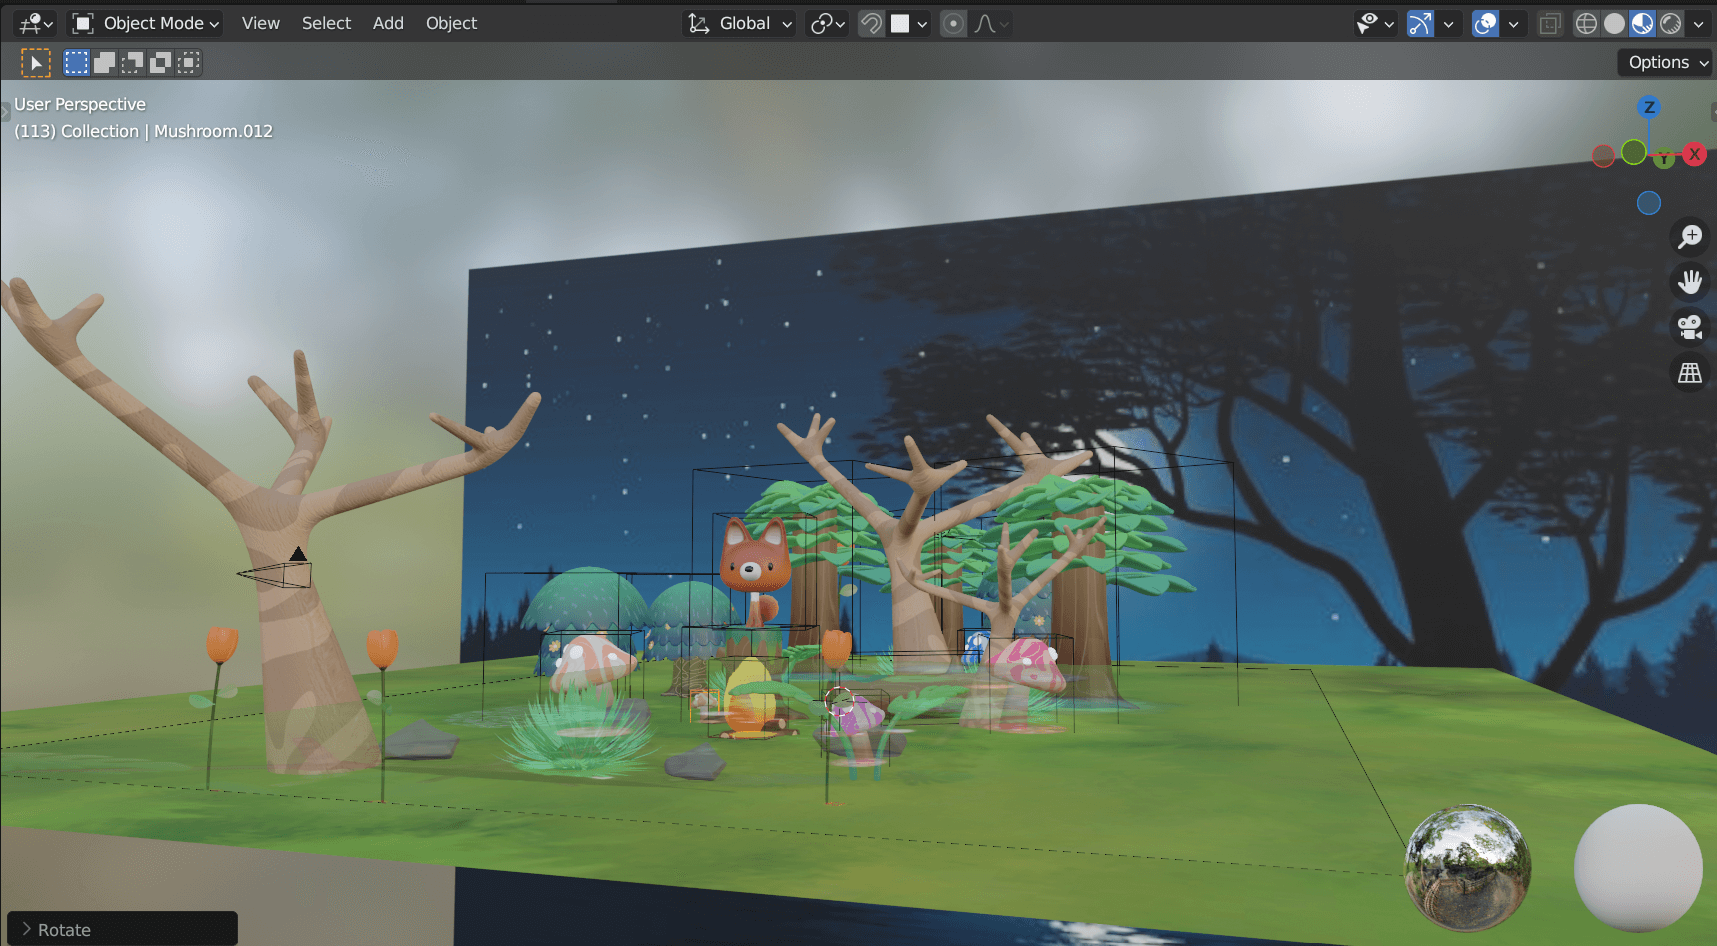 Object Mode View Select Add Object Global
Options
User Perspective
(113) Collection | Mushroom.012
Z
Y X
Rotate